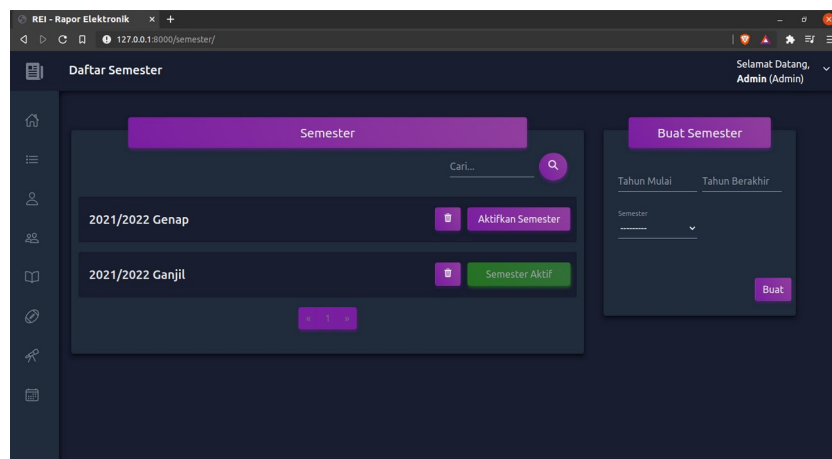 REI - Rapor Elektronik
127.0.0.1:8000/semester/
Daftar Semester
Selamat Datang,
Admin (Admin)
Semester
Cari...
2021/2022 Genap
Aktifkan Semester
2021/2022 Ganjil
Semester Aktif
« 1 »
Buat Semester
Tahun Mulai
Tahun Berakhir
Semester
---------
Buat